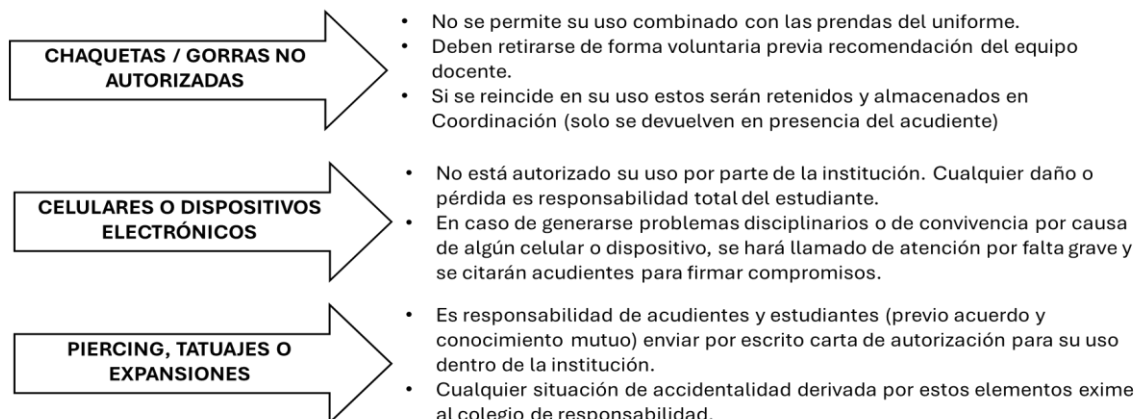 CHAQUETAS / GORRAS NO
AUTORIZADAS
• No se permite su uso combinado con las prendas del uniforme.
• Deben retirarse de forma voluntaria previa recomendación del equipo
docente.
• Si se reincide en su uso estos serán retenidos y almacenados en
Coordinación (solo se devuelven en presencia del acudiente)
CELULARES O DISPOSITIVOS
ELECTRÓNICOS
• No está autorizado su uso por parte de la institución. Cualquier daño o
pérdida es responsabilidad total del estudiante.
• En caso de generarse problemas disciplinarios o de convivencia por causa
de algún celular o dispositivo, se hará llamado de atención por falta grave y
se citarán acudientes para firmar compromisos.
PIERCING, TATUAJES O
EXPANSIONES
• Es responsabilidad de acudientes y estudiantes (previo acuerdo y
conocimiento mutuo) enviar por escrito carta de autorización para su uso
dentro de la institución.
• Cualquier situación de accidentalidad derivada por estos elementos exime
al colegio de responsabilidad.